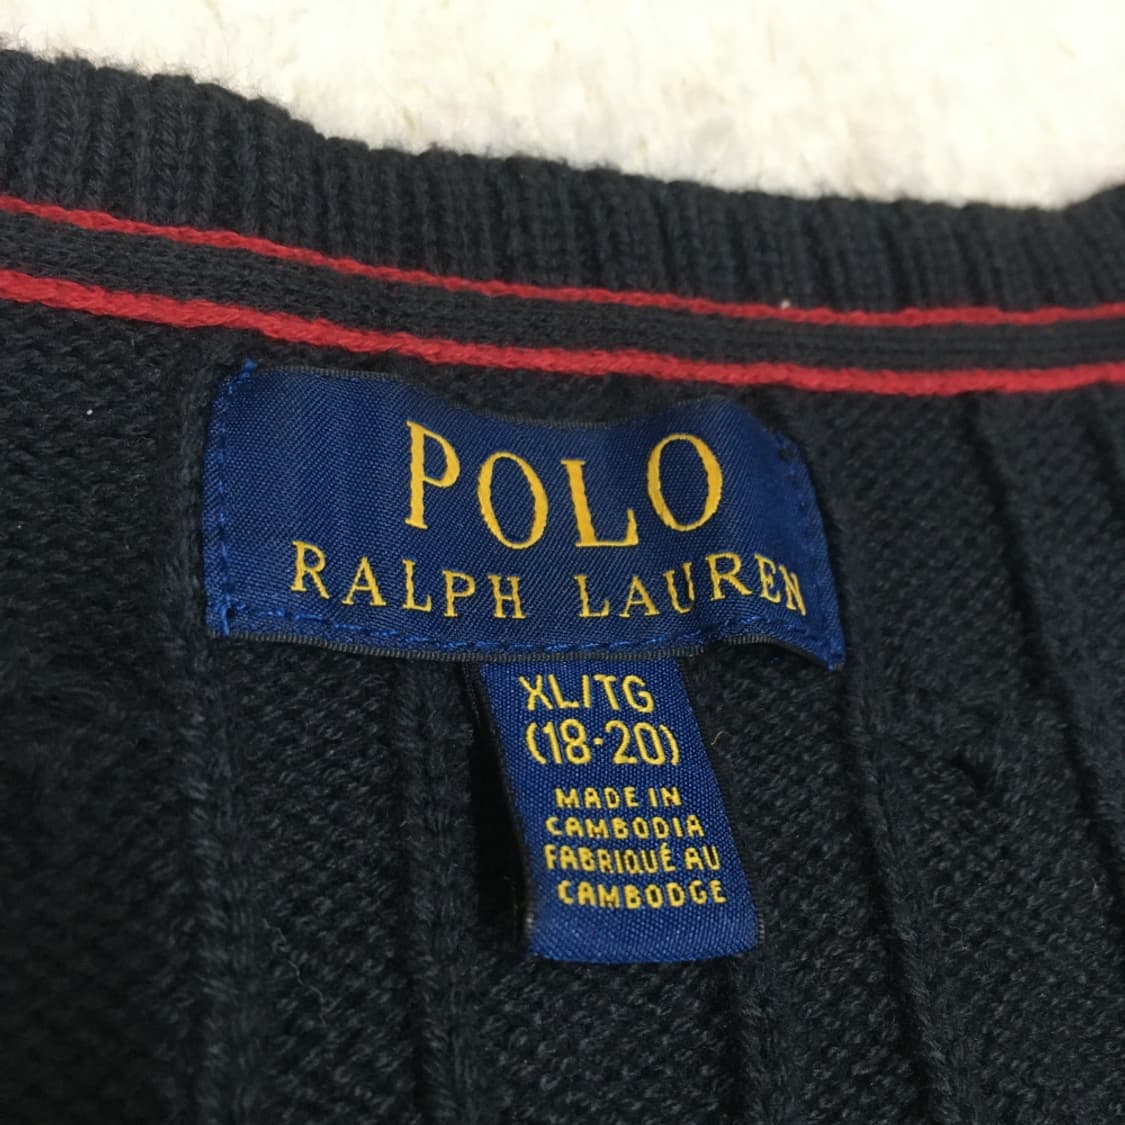 POLO
RALPH LAUREN
XL/TG
(18-20)
MADE IN
CAMBODIA
FABRIQUÉ AU
CAMBODGE